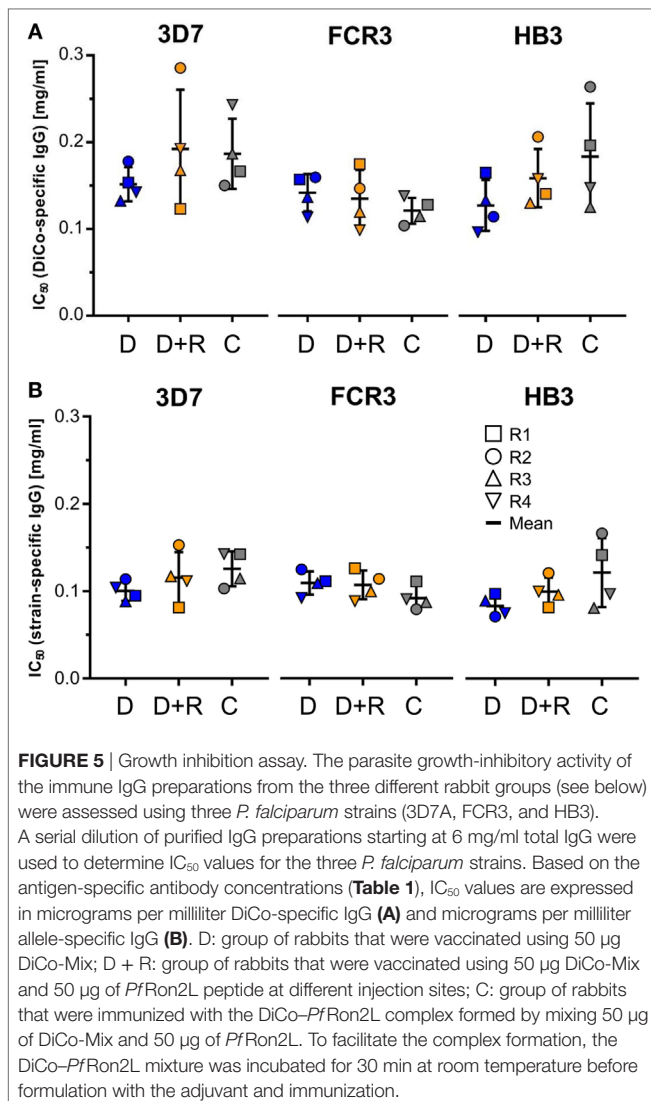 A
3D7 FCR3 HB3
IC50 (DiCo-specific IgG) [mg/ml]
0.3
0.2
0.1
0.0
D D+R C D D+R C D D+R C
B
3D7 FCR3 HB3
IC50 (strain-specific IgG) [mg/ml]
0.3
0.2
0.1
0.0
R1
R2
R3
R4
Mean
D D+R C D D+R C D D+R C
FIGURE 5 | Growth inhibition assay. The parasite growth-inhibitory activity of
the immune IgG preparations from the three different rabbit groups (see below)
were assessed using three P. falciparum strains (3D7A, FCR3, and HB3).
A serial dilution of purified IgG preparations starting at 6 mg/ml total IgG were
used to determine IC50 values for the three P. falciparum strains. Based on the
antigen-specific antibody concentrations (Table 1), IC50 values are expressed
in micrograms per milliliter DiCo-specific IgG (A) and micrograms per milliliter
allele-specific IgG (B). D: group of rabbits that were vaccinated using 50 µg
DiCo-Mix; D + R: group of rabbits that were vaccinated using 50 µg DiCo-Mix
and 50 µg of PfRon2L peptide at different injection sites; C: group of rabbits
that were immunized with the DiCo–PfRon2L complex formed by mixing 50 µg
of DiCo-Mix and 50 µg of PfRon2L. To facilitate the complex formation, the
DiCo–PfRon2L mixture was incubated for 30 min at room temperature before
formulation with the adjuvant and immunization.